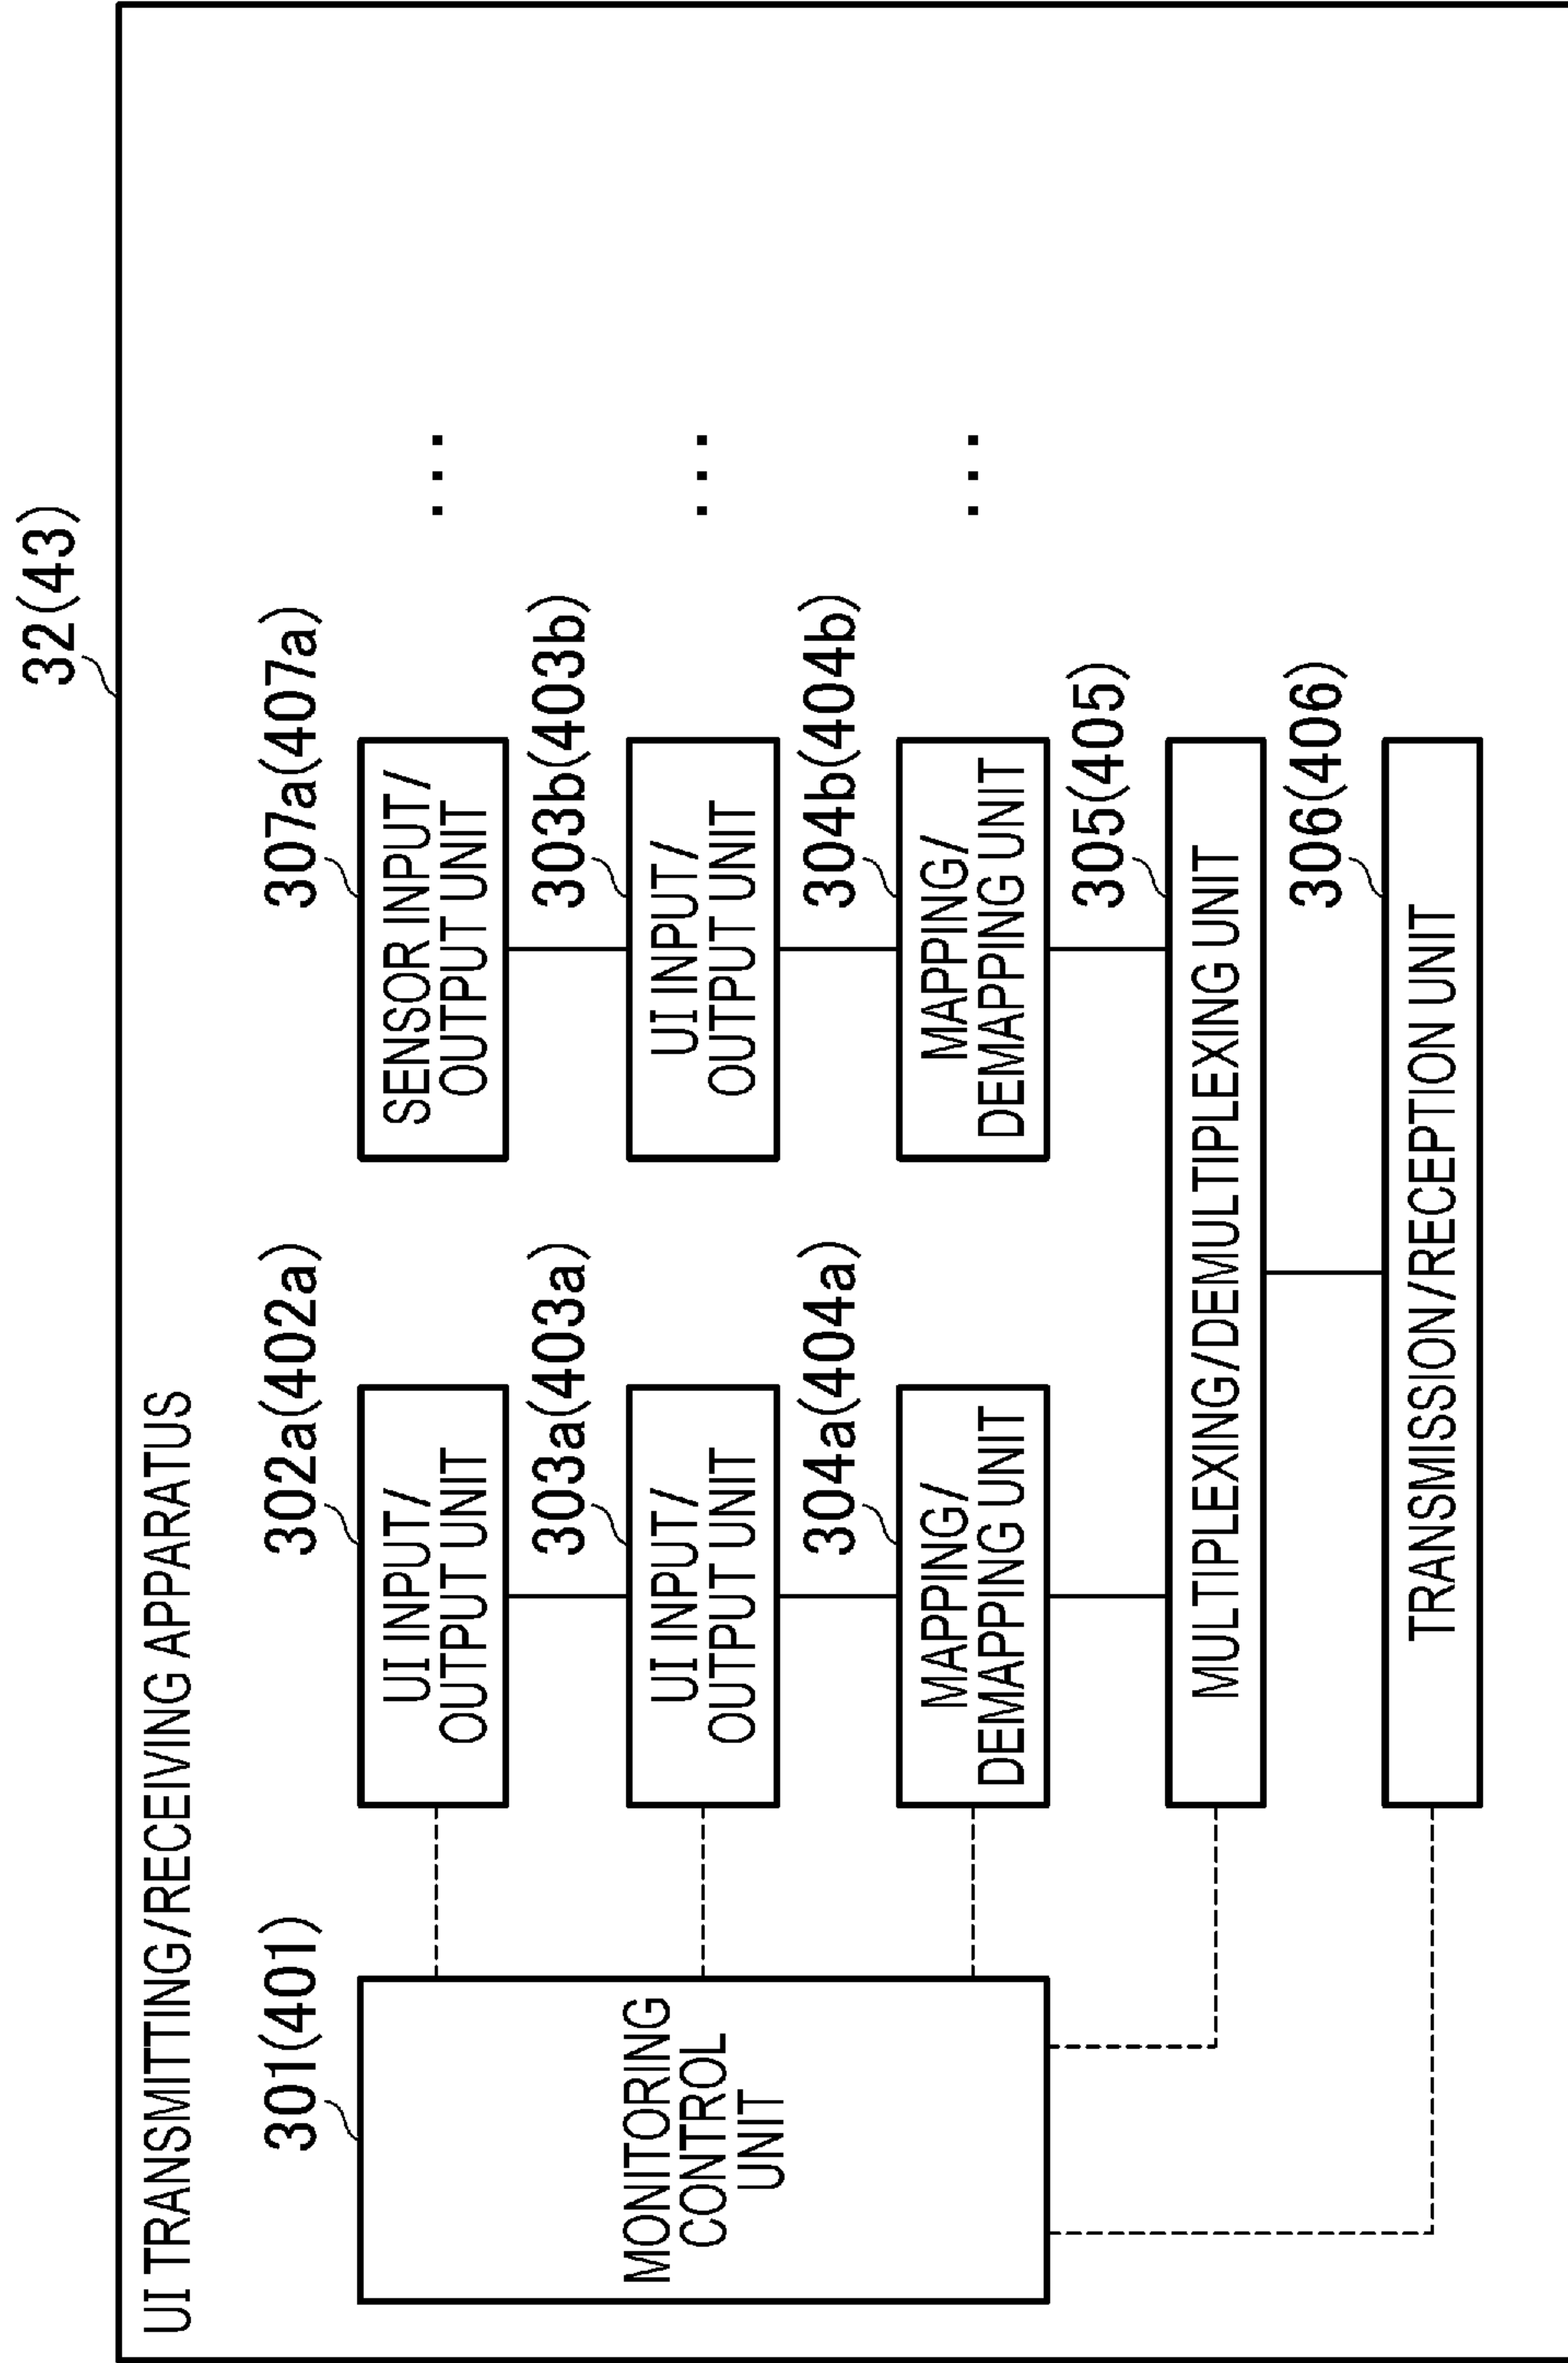 32(43)
UI TRANSMITTING/RECEIVING APPARATUS
301(401)
302a(402a)
307a(407a)
MONITORING
CONTROL
UNIT
UI INPUT/
OUTPUT UNIT
SENSOR INPUT/
OUTPUT UNIT
303a(403a)
303b(403b)
UI INPUT/
OUTPUT UNIT
UI INPUT/
OUTPUT UNIT
304a(404a)
304b(404b)
MAPPING/
DEMAPPING UNIT
MAPPING/
DEMAPPING UNIT
305(405)
MULTIPLEXING/DEMULTIPLEXING UNIT
306(406)
TRANSMISSION/RECEPTION UNIT